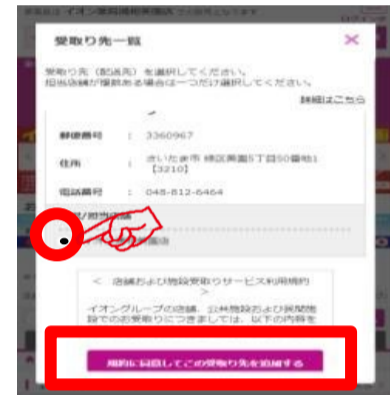 受取り先一覧
×
受取り先（配送先）を選択してください。
担当店舗が複数ある場合は一つだけ選択してください。
詳細はこちら
郵便番号 : 3360967
住所 : さいたま市 緑区美園5丁目50番地1
【3210】
電話番号 : 048-812-6464
/担当店舗
< 店舗および施設受取りサービス利用規約
>
イオングループの店舗、公共施設および民間施
設でのお受取りにつきましては、以下の内容を
規約に同意してこの受取り先を追加する